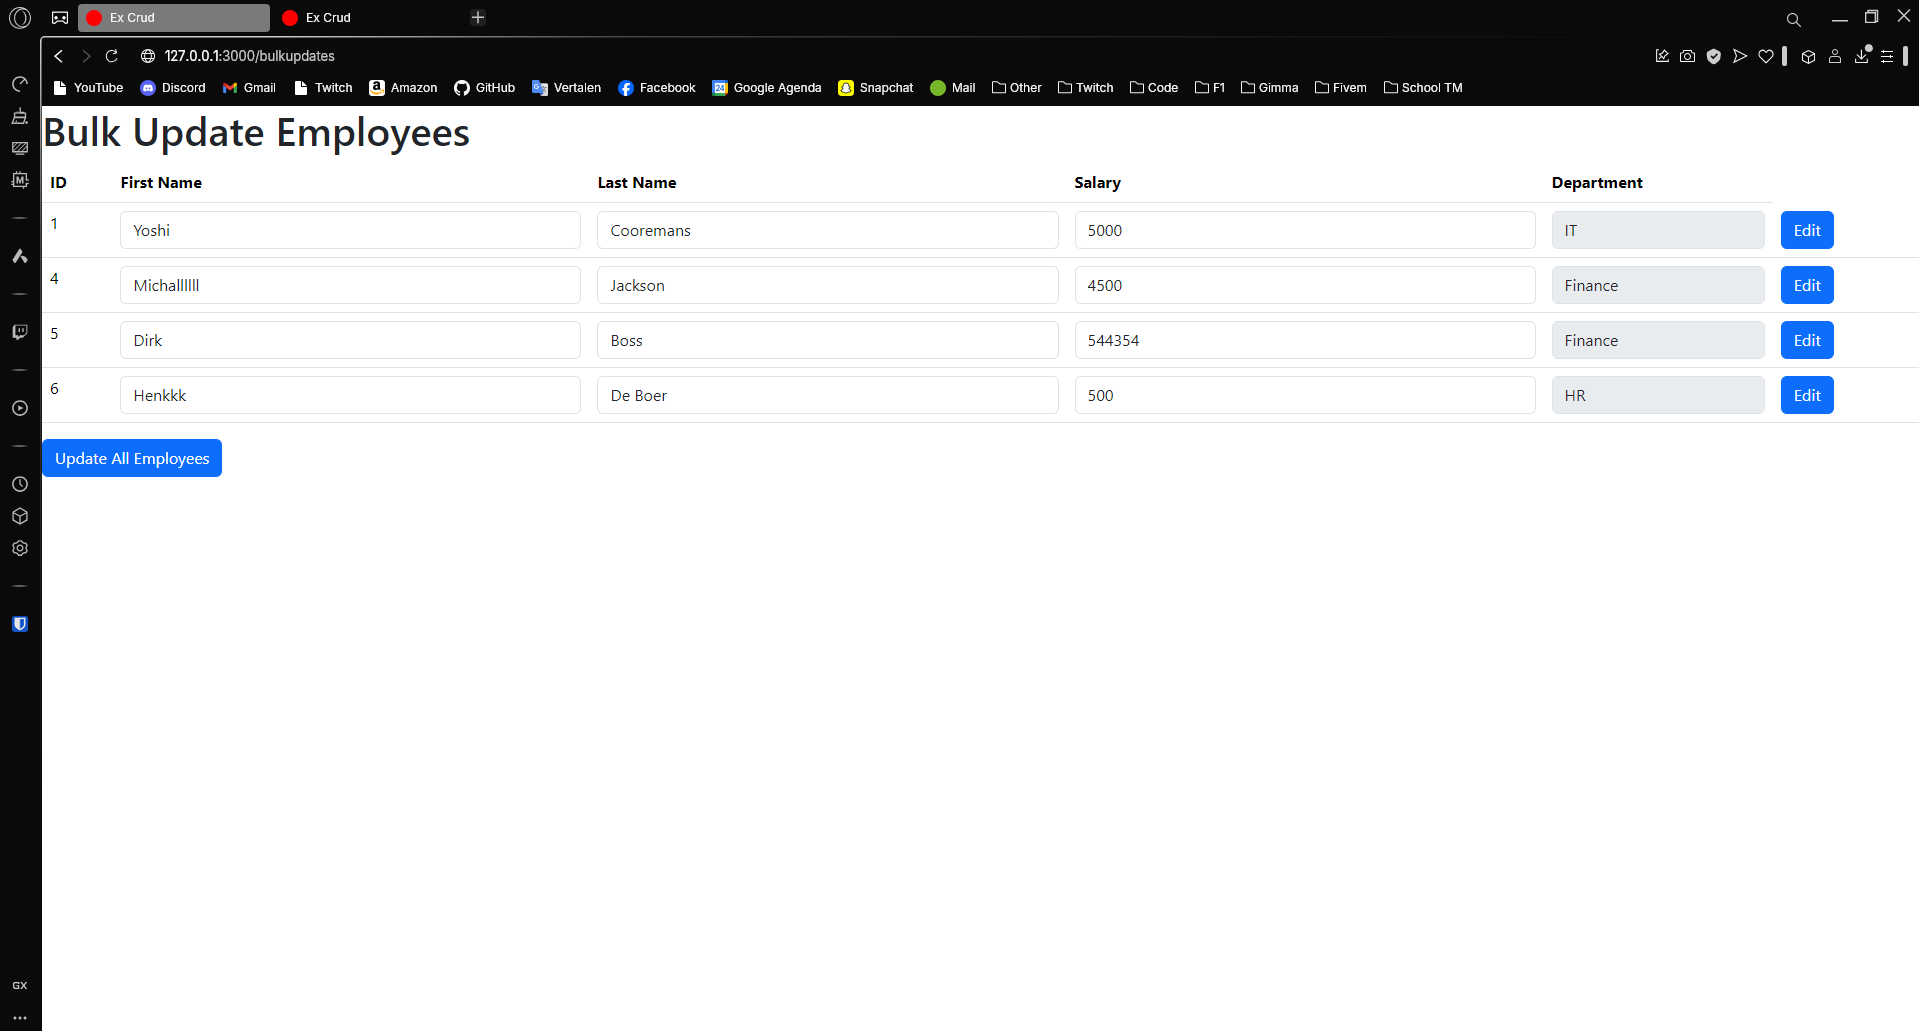 Ex Crud Ex Crud
127.0.0.1:3000/bulkupdates
YouTube Discord Gmail Twitch Amazon GitHub Vertalen Facebook 24 Google Agenda Snapchat Mail Other Twitch Code F1 Gimma Fivem School TM
Bulk Update Employees
ID First Name Last Name Salary Department
1 Yoshi Cooremans 5000 IT Edit
4 Michallllll Jackson 4500 Finance Edit
5 Dirk Boss 544354 Finance Edit
6 Henkkk De Boer 500 HR Edit
Update All Employees
GX